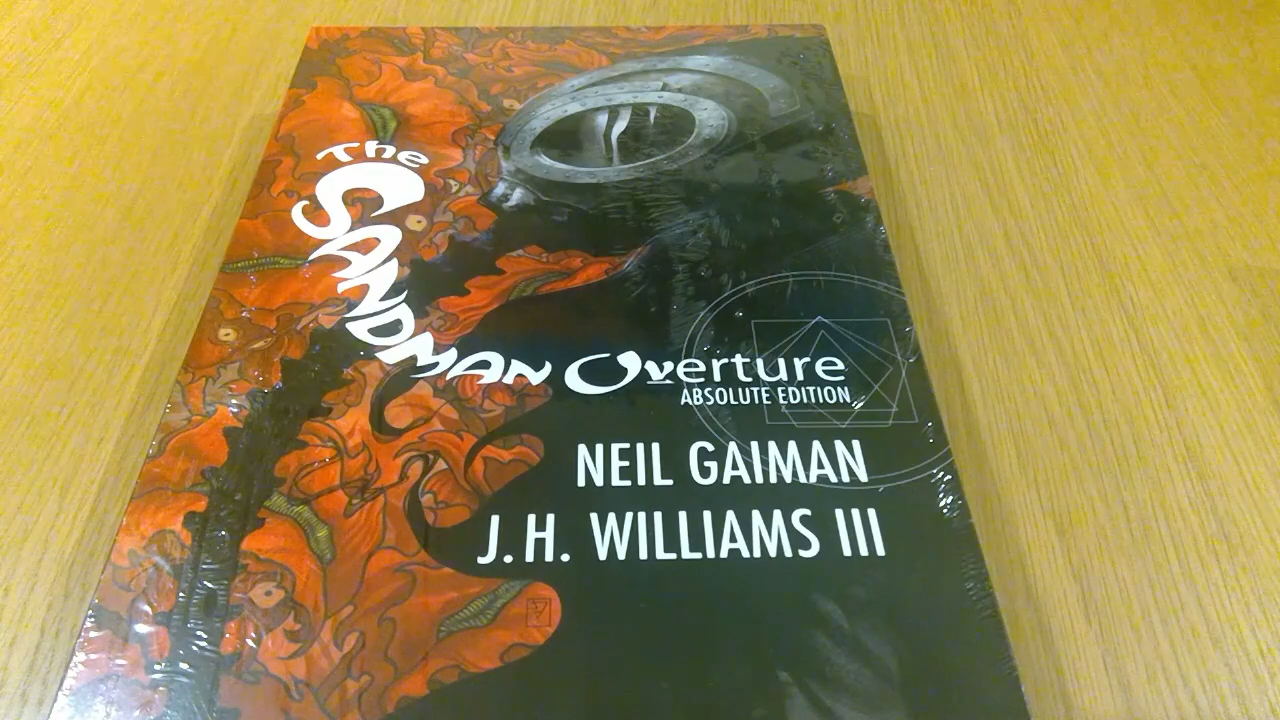 The
SANDMAN Overture
ABSOLUTE EDITION
NEIL GAIMAN
J. H. WILLIAMS III